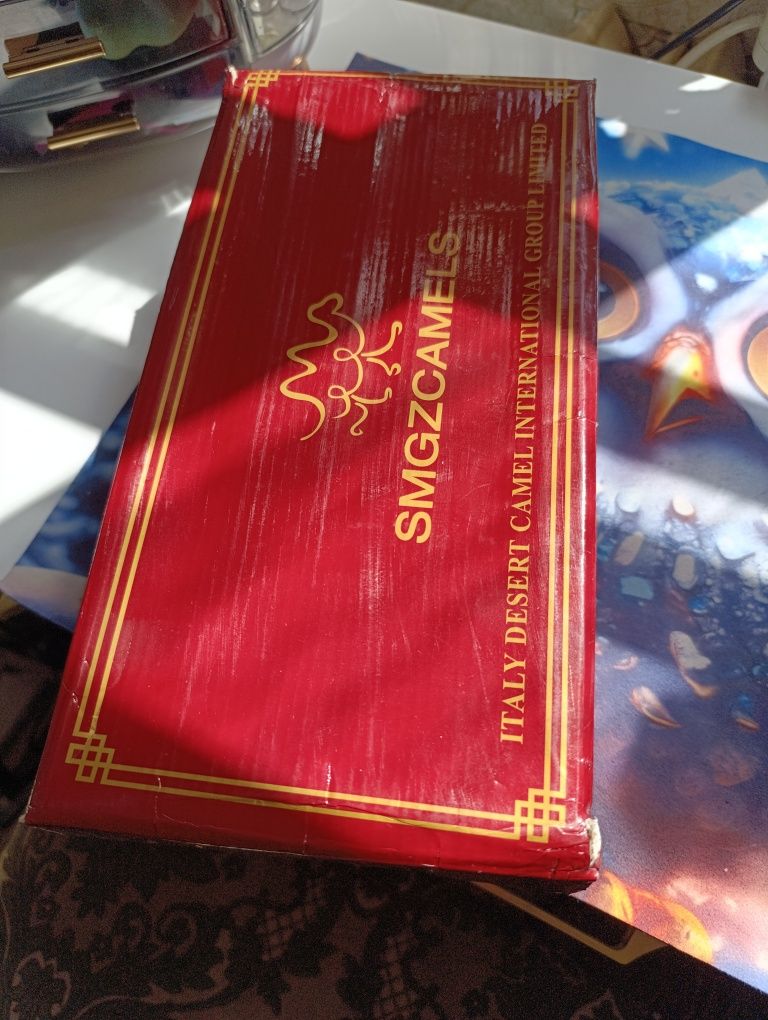 SMGZCAMELS
ITALY DESERT CAMEL INTERNATIONAL GROUP LIMITED